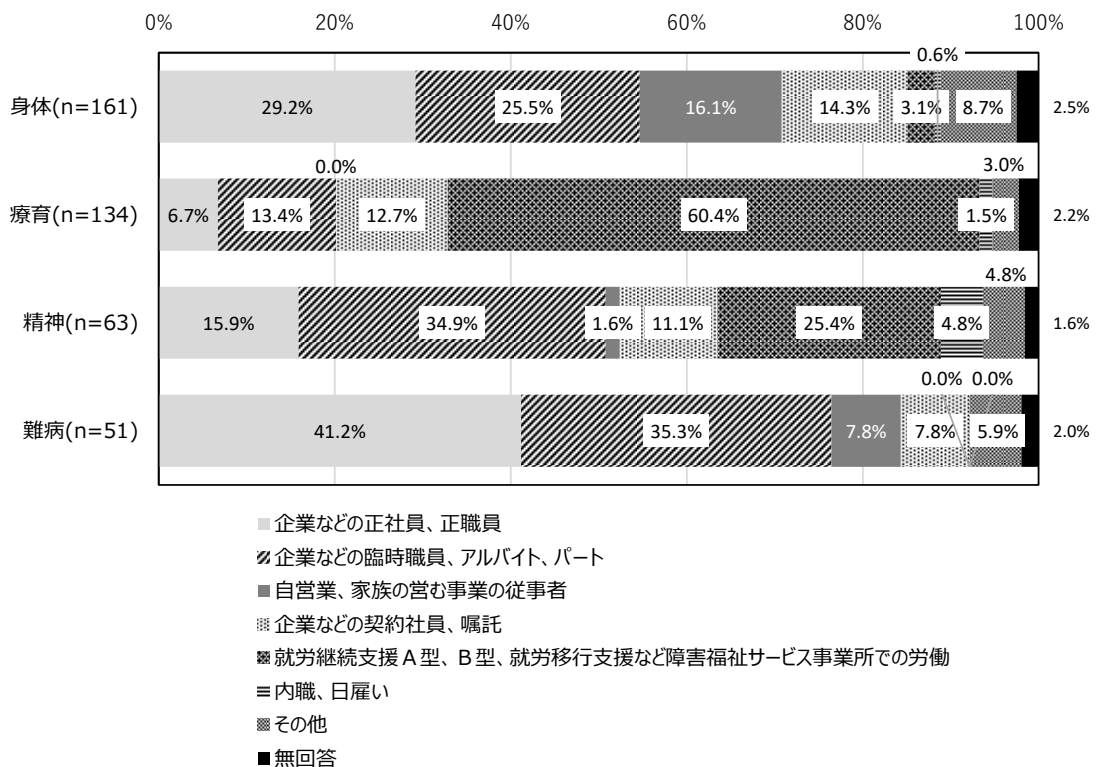 0% 20% 40% 60% 80% 100%
0.6%
身体(n=161) 29.2% 25.5% 16.1% 14.3% 3.1% 8.7% 2.5%
0.0% 3.0%
療育(n=134) 6.7% 13.4% 12.7% 60.4% 1.5% 2.2%
4.8%
精神(n=63) 15.9% 34.9% 1.6% 11.1% 25.4% 4.8% 1.6%
0.0% 0.0%
難病(n=51) 41.2% 35.3% 7.8% 7.8% 5.9% 2.0%
企業などの正社員、正職員
企業などの臨時職員、アルバイト、パート
自営業、家族の営む事業の従事者
企業などの契約社員、嘱託
就労継続支援A型、B型、就労移行支援など障害福祉サービス事業所での労働
内職、日雇い
その他
無回答